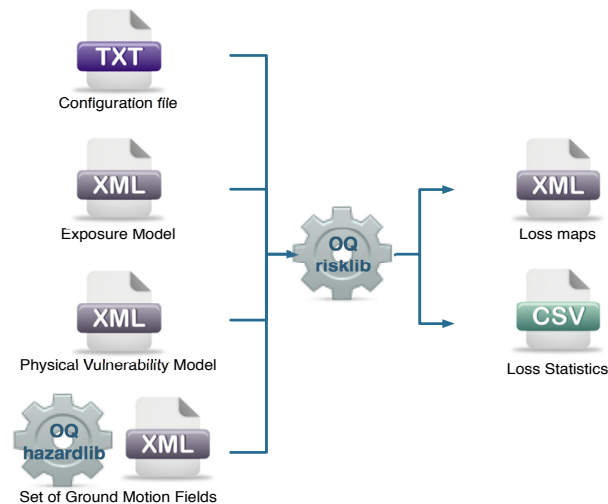 TXT
Configuration file
XML
Exposure Model
XML
Physical Vulnerability Model
OQ
hazardlib
XML
Set of Ground Motion Fields
OQ
risklib
XML
Loss maps
CSV
Loss Statistics